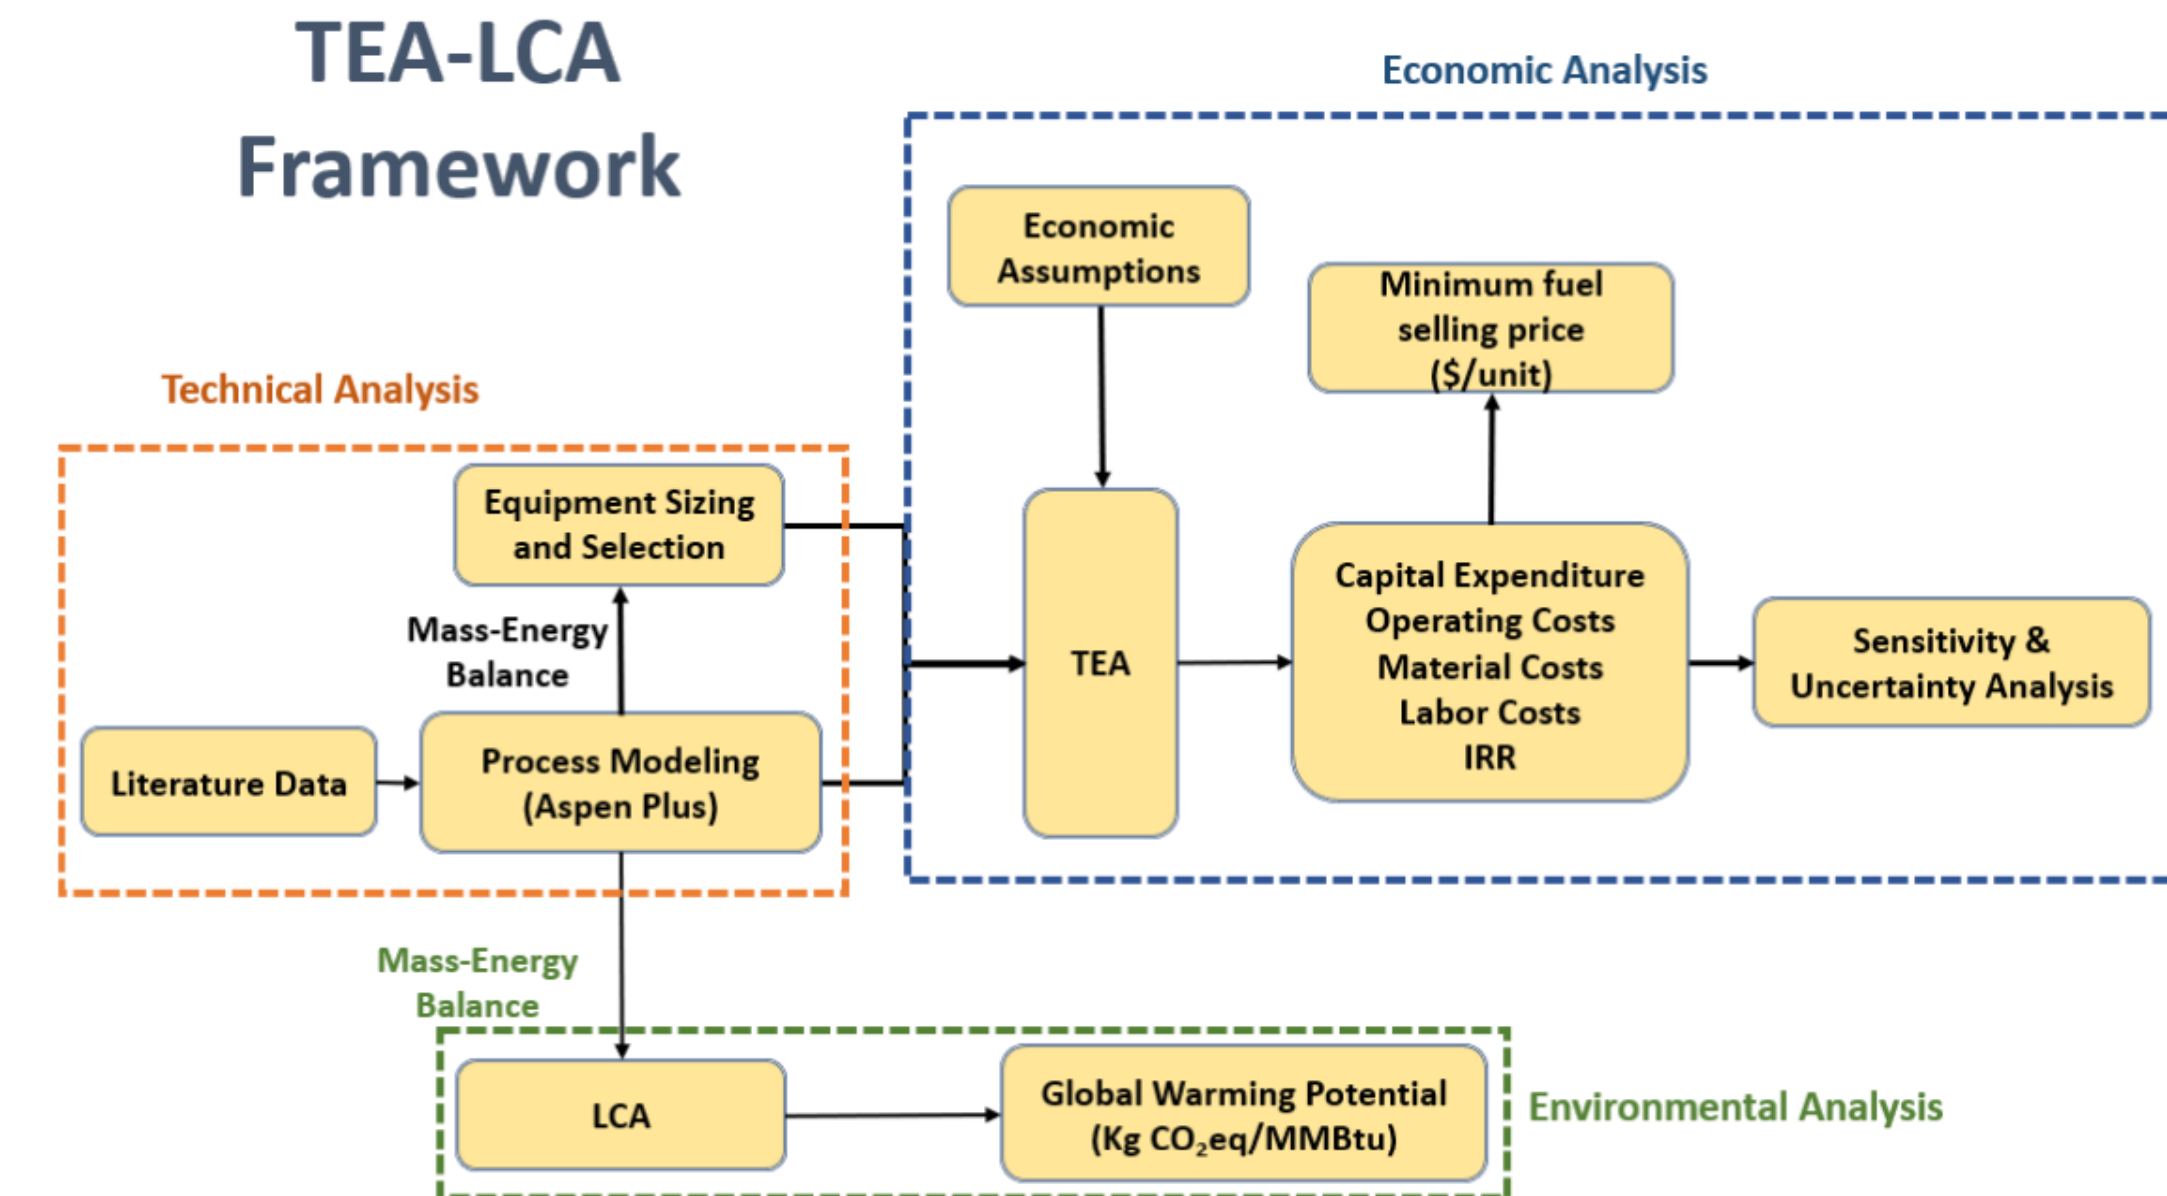 TEA-LCA
Framework
Economic Analysis
Economic
Assumptions
Minimum fuel
selling price
($/unit)
Technical Analysis
Equipment Sizing
and Selection
Mass-Energy
Balance
Literature Data
Process Modeling
(Aspen Plus)
TEA
Capital Expenditure
Operating Costs
Material Costs
Labor Costs
IRR
Sensitivity &
Uncertainty Analysis
Mass-Energy
Balance
LCA
Global Warming Potential
(Kg CO₂eq/MMBtu)
Environmental Analysis